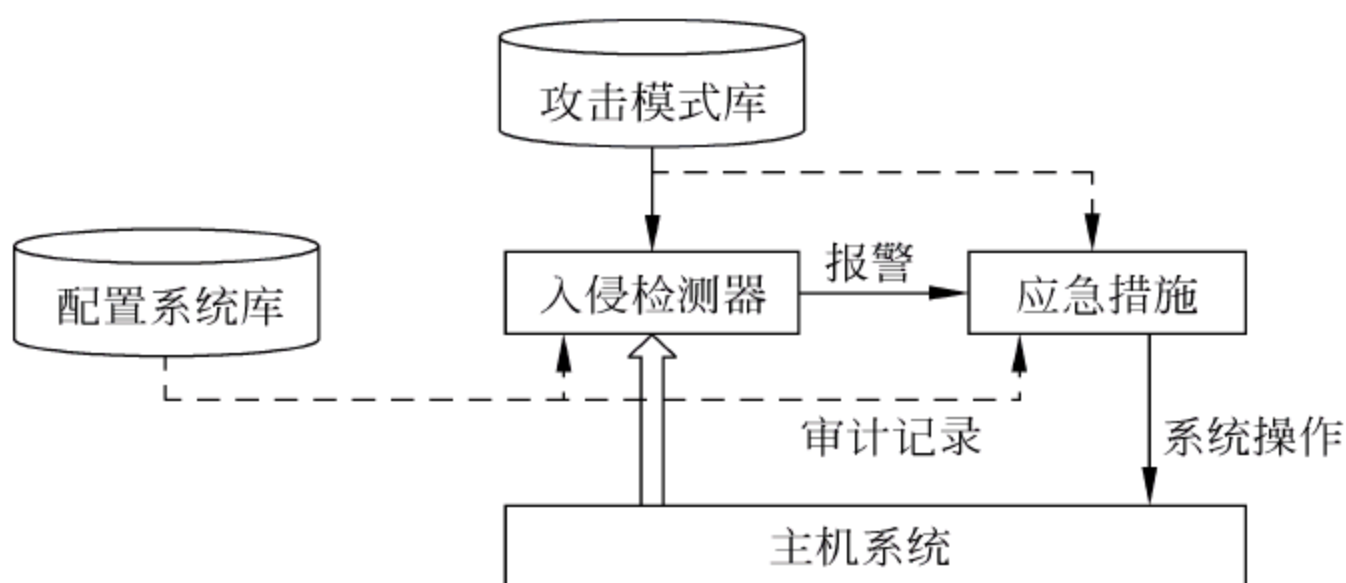 攻击模式库
报警
配置系统库
入侵检测器
应急措施
审计记录
系统操作
主机系统